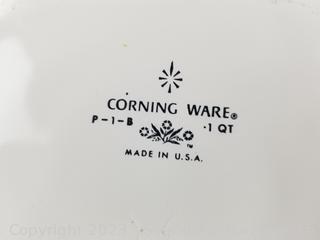 CORNING WARE®
P-1-B · 1 QT
™
MADE IN U.S.A.
Copyright 2023